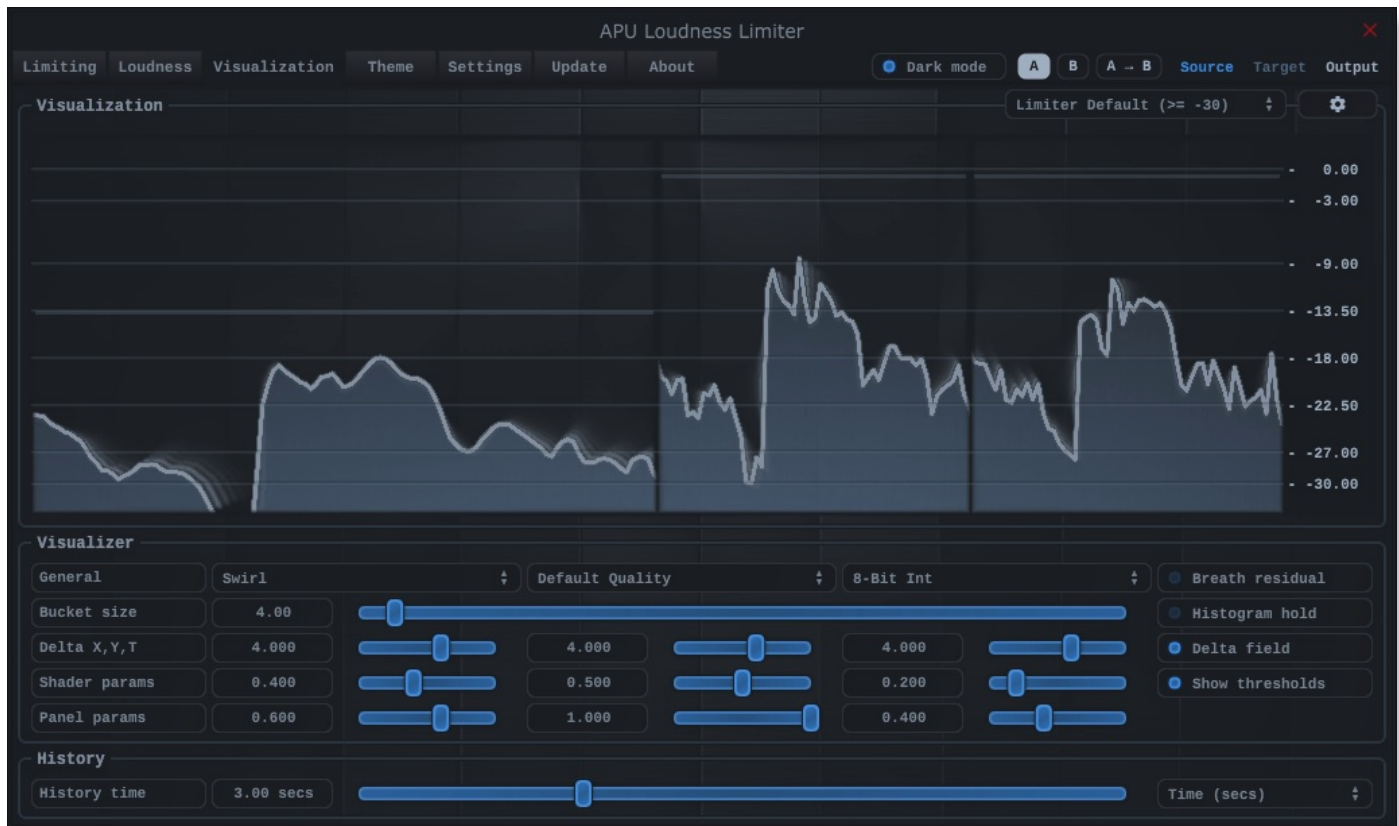 APU Loudness Limiter
Limiting Loudness Visualization Theme Settings Update About Dark mode A B A → B Source Target Output
Visualization Limiter Default (>= -30)
- 0.00
- -3.00
- -9.00
- -13.50
- -18.00
- -22.50
- -27.00
- -30.00
Visualizer
General Swirl Default Quality 8-Bit Int Breath residual
Bucket size 4.00 Histogram hold
Delta X,Y,T 4.000 4.000 4.000 Delta field
Shader params 0.400 0.500 0.200 Show thresholds
Panel params 0.600 1.000 0.400
History
History time 3.00 secs Time (secs)